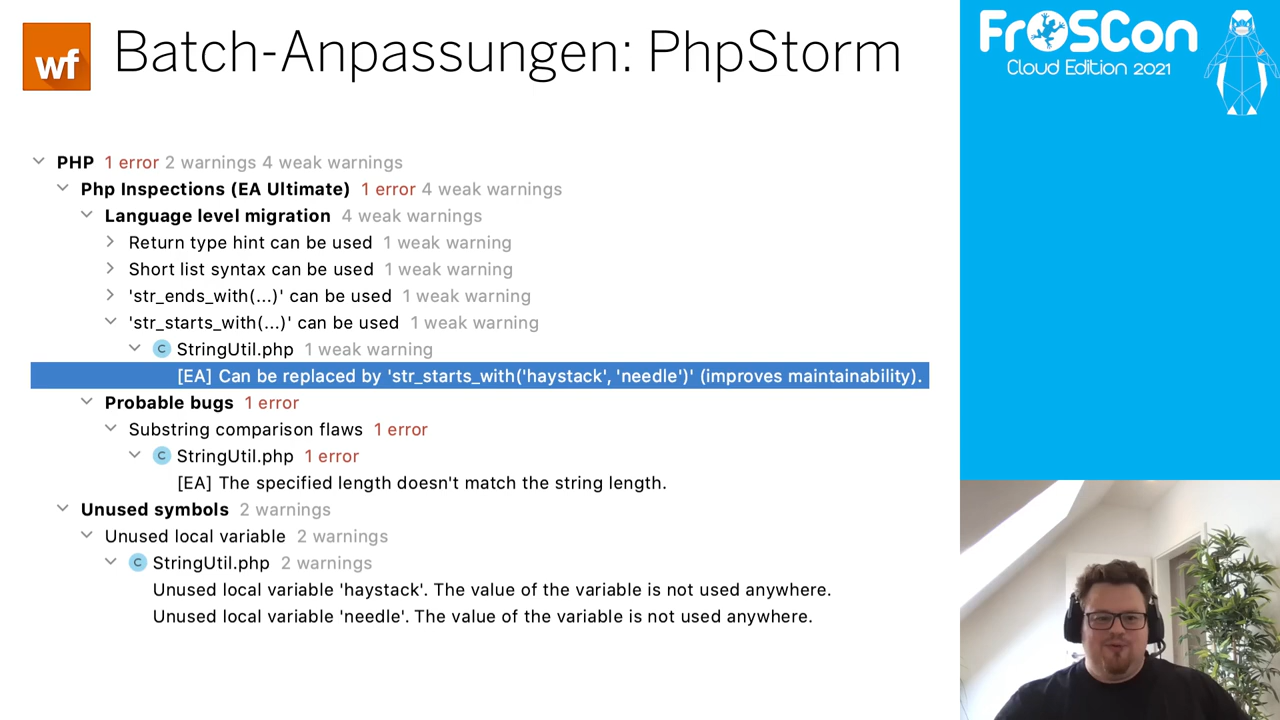 wf
Batch-Anpassungen: PhpStorm
FrOSCon
Cloud Edition 2021
PHP 1 error 2 warnings 4 weak warnings
Php Inspections (EA Ultimate) 1 error 4 weak warnings
Language level migration 4 weak warnings
Return type hint can be used 1 weak warning
Short list syntax can be used 1 weak warning
'str_ends_with(...)' can be used 1 weak warning
'str_starts_with(...)' can be used 1 weak warning
C StringUtil.php 1 weak warning
[EA] Can be replaced by 'str_starts_with('haystack', 'needle')' (improves maintainability).
Probable bugs 1 error
Substring comparison flaws 1 error
C StringUtil.php 1 error
[EA] The specified length doesn't match the string length.
Unused symbols 2 warnings
Unused local variable 2 warnings
C StringUtil.php 2 warnings
Unused local variable 'haystack'. The value of the variable is not used anywhere.
Unused local variable 'needle'. The value of the variable is not used anywhere.